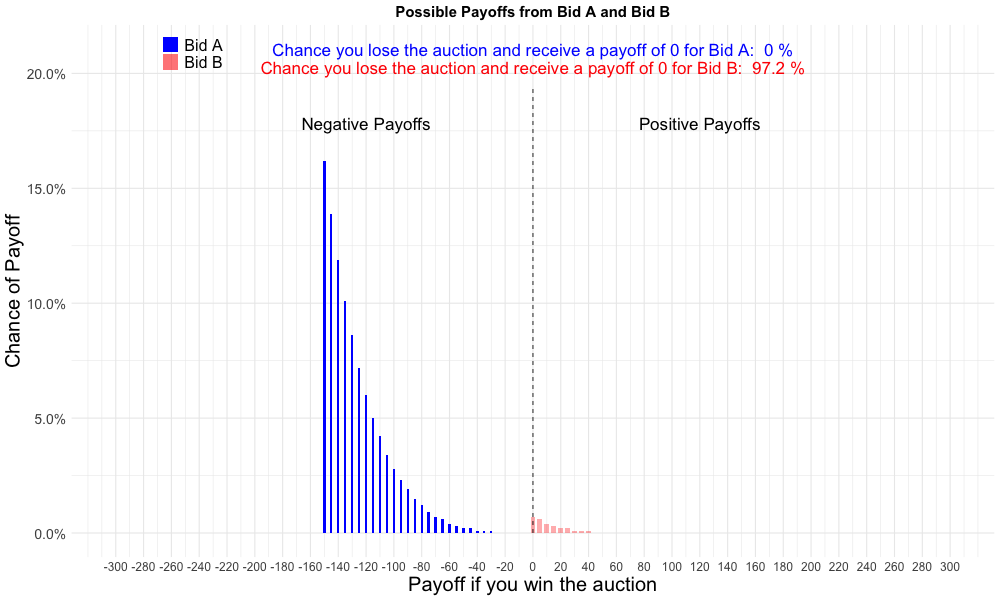 Possible Payoffs from Bid A and Bid B
Bid A
Bid B
Chance you lose the auction and receive a payoff of 0 for Bid A:  0 %
Chance you lose the auction and receive a payoff of 0 for Bid B:  97.2 %
Negative Payoffs
Positive Payoffs
Chance of Payoff
20.0%
15.0%
10.0%
5.0%
0.0%
-300 -280 -260 -240 -220 -200 -180 -160 -140 -120 -100 -80 -60 -40 -20 0 20 40 60 80 100 120 140 160 180 200 220 240 260 280 300
Payoff if you win the auction